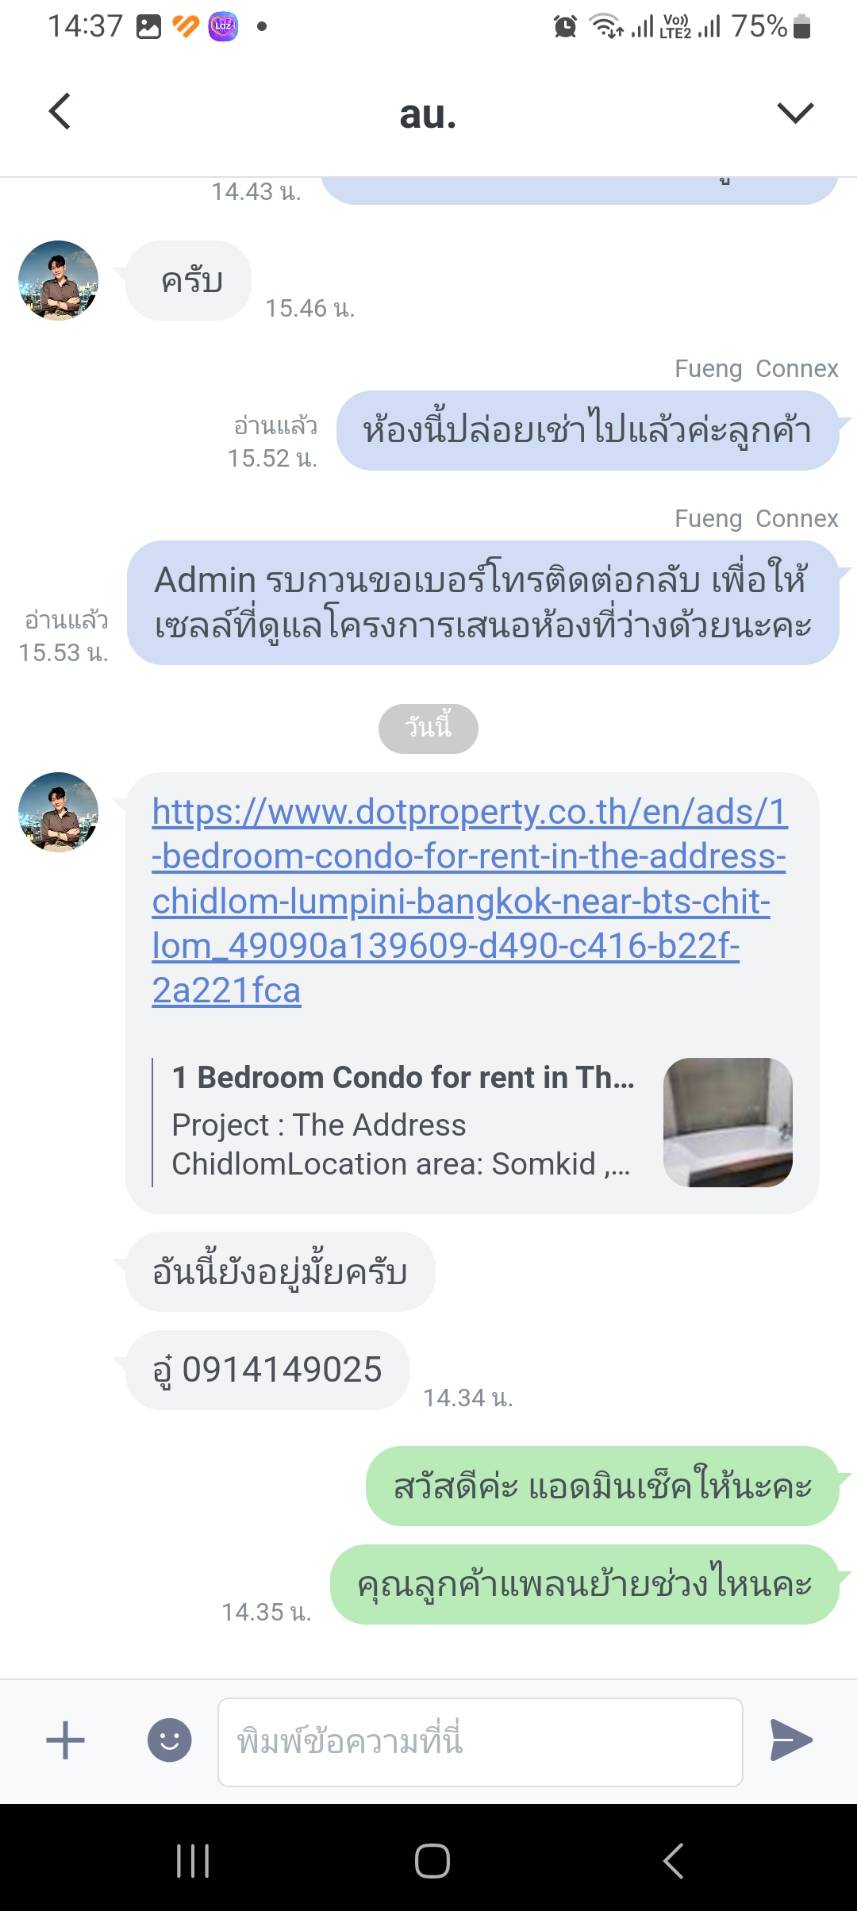 14:37
Laz
Vo))
LTE2
75%
au.
14.43 น.
ครับ
15.46 น.
Fueng Connex
ห้องนี้ปล่อยเช่าไปแล้วค่ะลูกค้า
อ่านแล้ว
15.52 น.
Fueng Connex
Admin รบกวนขอเบอร์โทรติดต่อกลับ เพื่อให้
เซลล์ที่ดูแลโครงการเสนอห้องที่ว่างด้วยนะคะ
อ่านแล้ว
15.53 น.
วันนี้
https://www.dotproperty.co.th/en/ads/1
-bedroom-condo-for-rent-in-the-address-
chidlom-lumpini-bangkok-near-bts-chit-
lom_49090a139609-d490-c416-b22f-
2a221fca
1 Bedroom Condo for rent in Th...
Project : The Address
ChidlomLocation area: Somkid ,...
อันนี้ยังอยู่มั้ยครับ
อู๋ 0914149025
14.34 น.
สวัสดีค่ะ แอดมินเช็คให้นะคะ
คุณลูกค้าแพลนย้ายช่วงไหนคะ
14.35 น.
พิมพ์ข้อความที่นี่